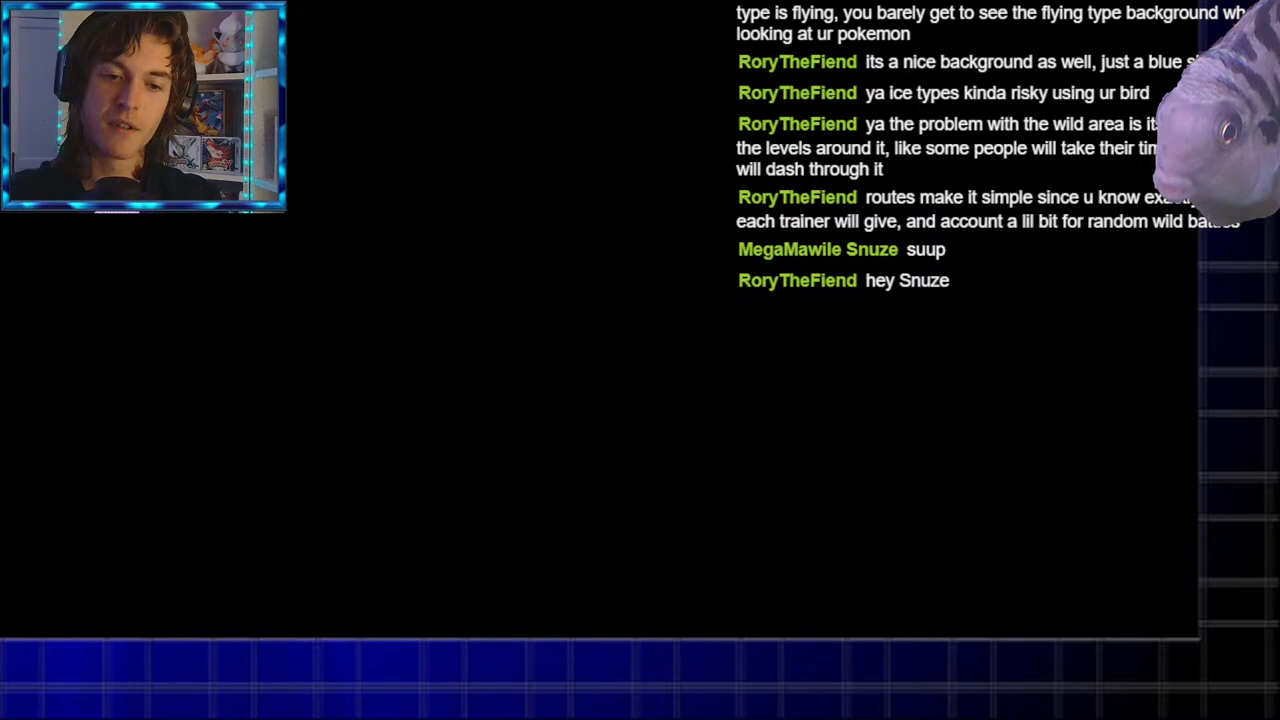 type is flying, you barely get to see the flying type background
looking at ur pokemon
RoryTheFiend its a nice background as well, just a blue
RoryTheFiend ya ice types kinda risky using ur bird
RoryTheFiend ya the problem with the wild area is
the levels around it, like some people will take their
will dash through it
RoryTheFiend routes make it simple since u know
each trainer will give, and account a lil bit for random wild
MegaMawile Snuze suup
RoryTheFiend hey Snuze